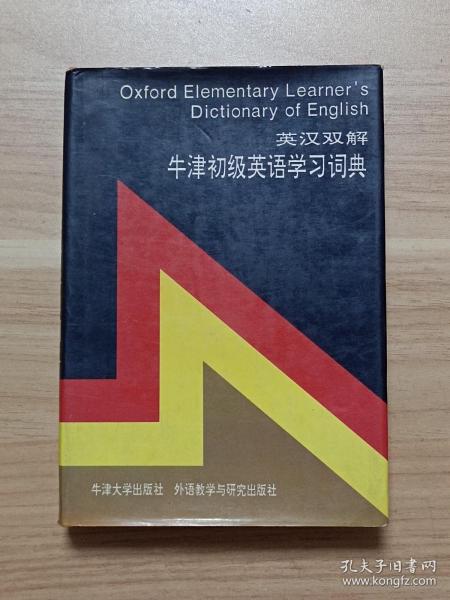 Oxford Elementary Learner's
Dictionary of English
英汉双解
牛津初级英语学习词典
牛津大学出版社 外语教学与研究出版社
孔夫子旧书网
www.kongfz.com